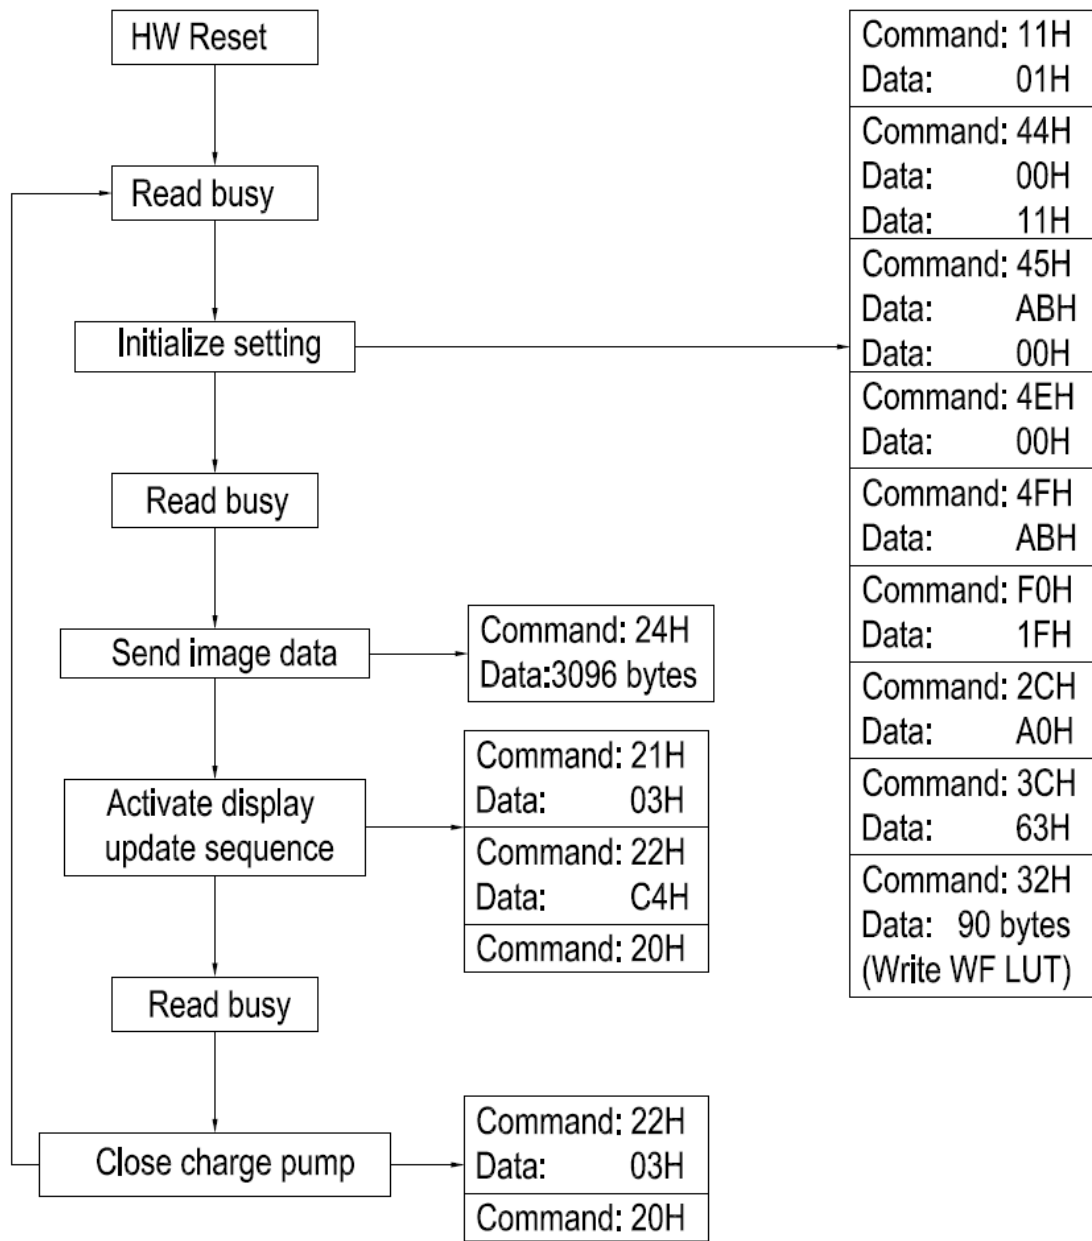 HW Reset
Read busy
Initialize setting
Read busy
Send image data
Activate display
update sequence
Read busy
Close charge pump
Command: 24H
Data:3096 bytes
Command: 21H
Data: 03H
Command: 22H
Data: C4H
Command: 20H
Command: 22H
Data: 03H
Command: 20H
Command: 11H
Data: 01H
Command: 44H
Data: 00H
Data: 11H
Command: 45H
Data: ABH
Data: 00H
Command: 4EH
Data: 00H
Command: 4FH
Data: ABH
Command: F0H
Data: 1FH
Command: 2CH
Data: A0H
Command: 3CH
Data: 63H
Command: 32H
Data: 90 bytes
(Write WF LUT)